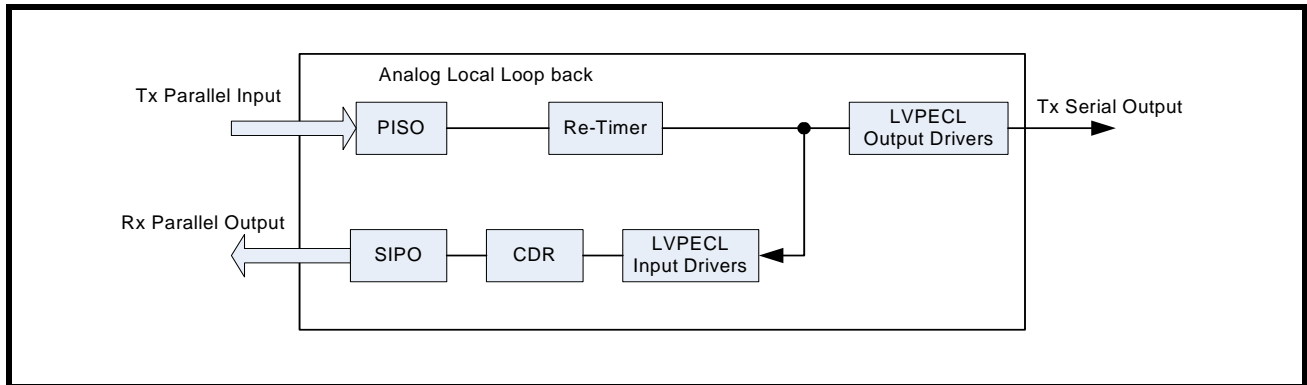 Analog Local Loop back
Tx Parallel Input
PISO
Re-Timer
LVPECL
Output Drivers
Tx Serial Output
Rx Parallel Output
SIPO
CDR
LVPECL
Input Drivers